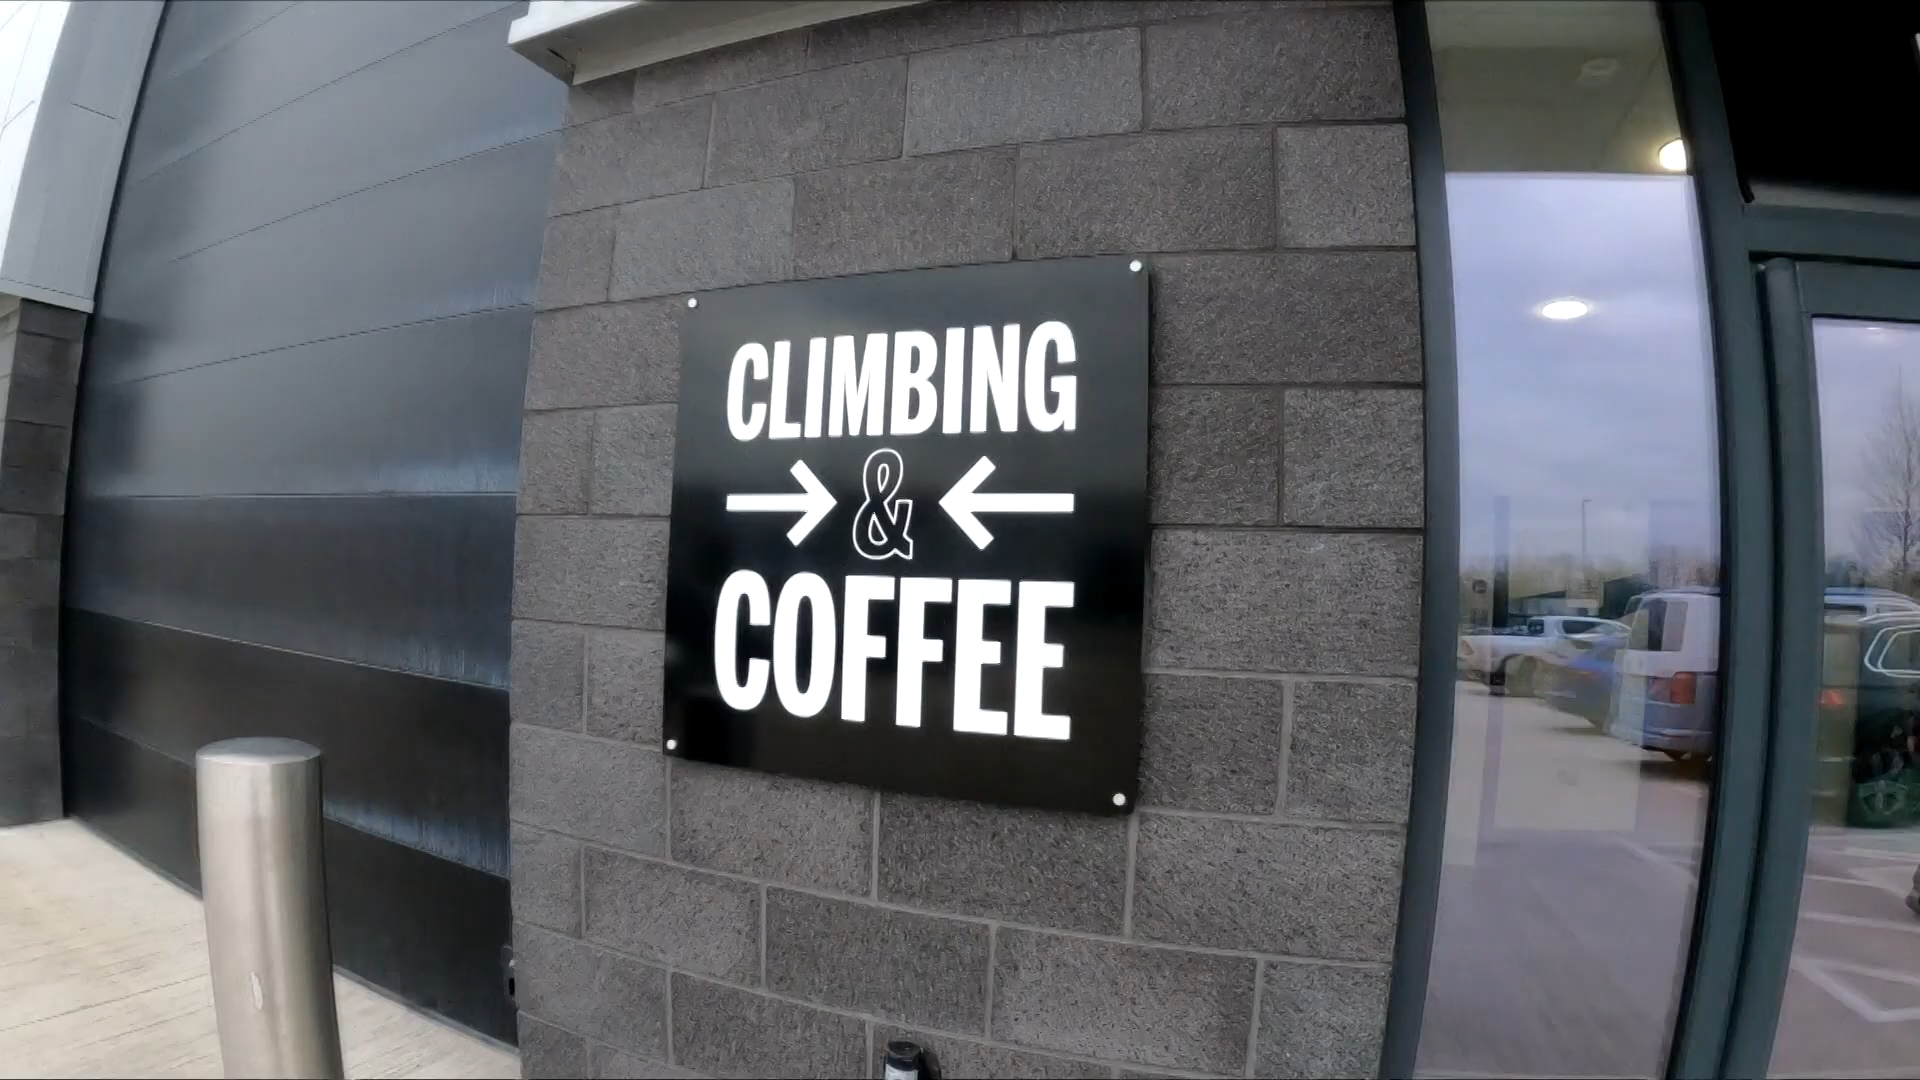 CLIMBING
→ & ←
COFFEE